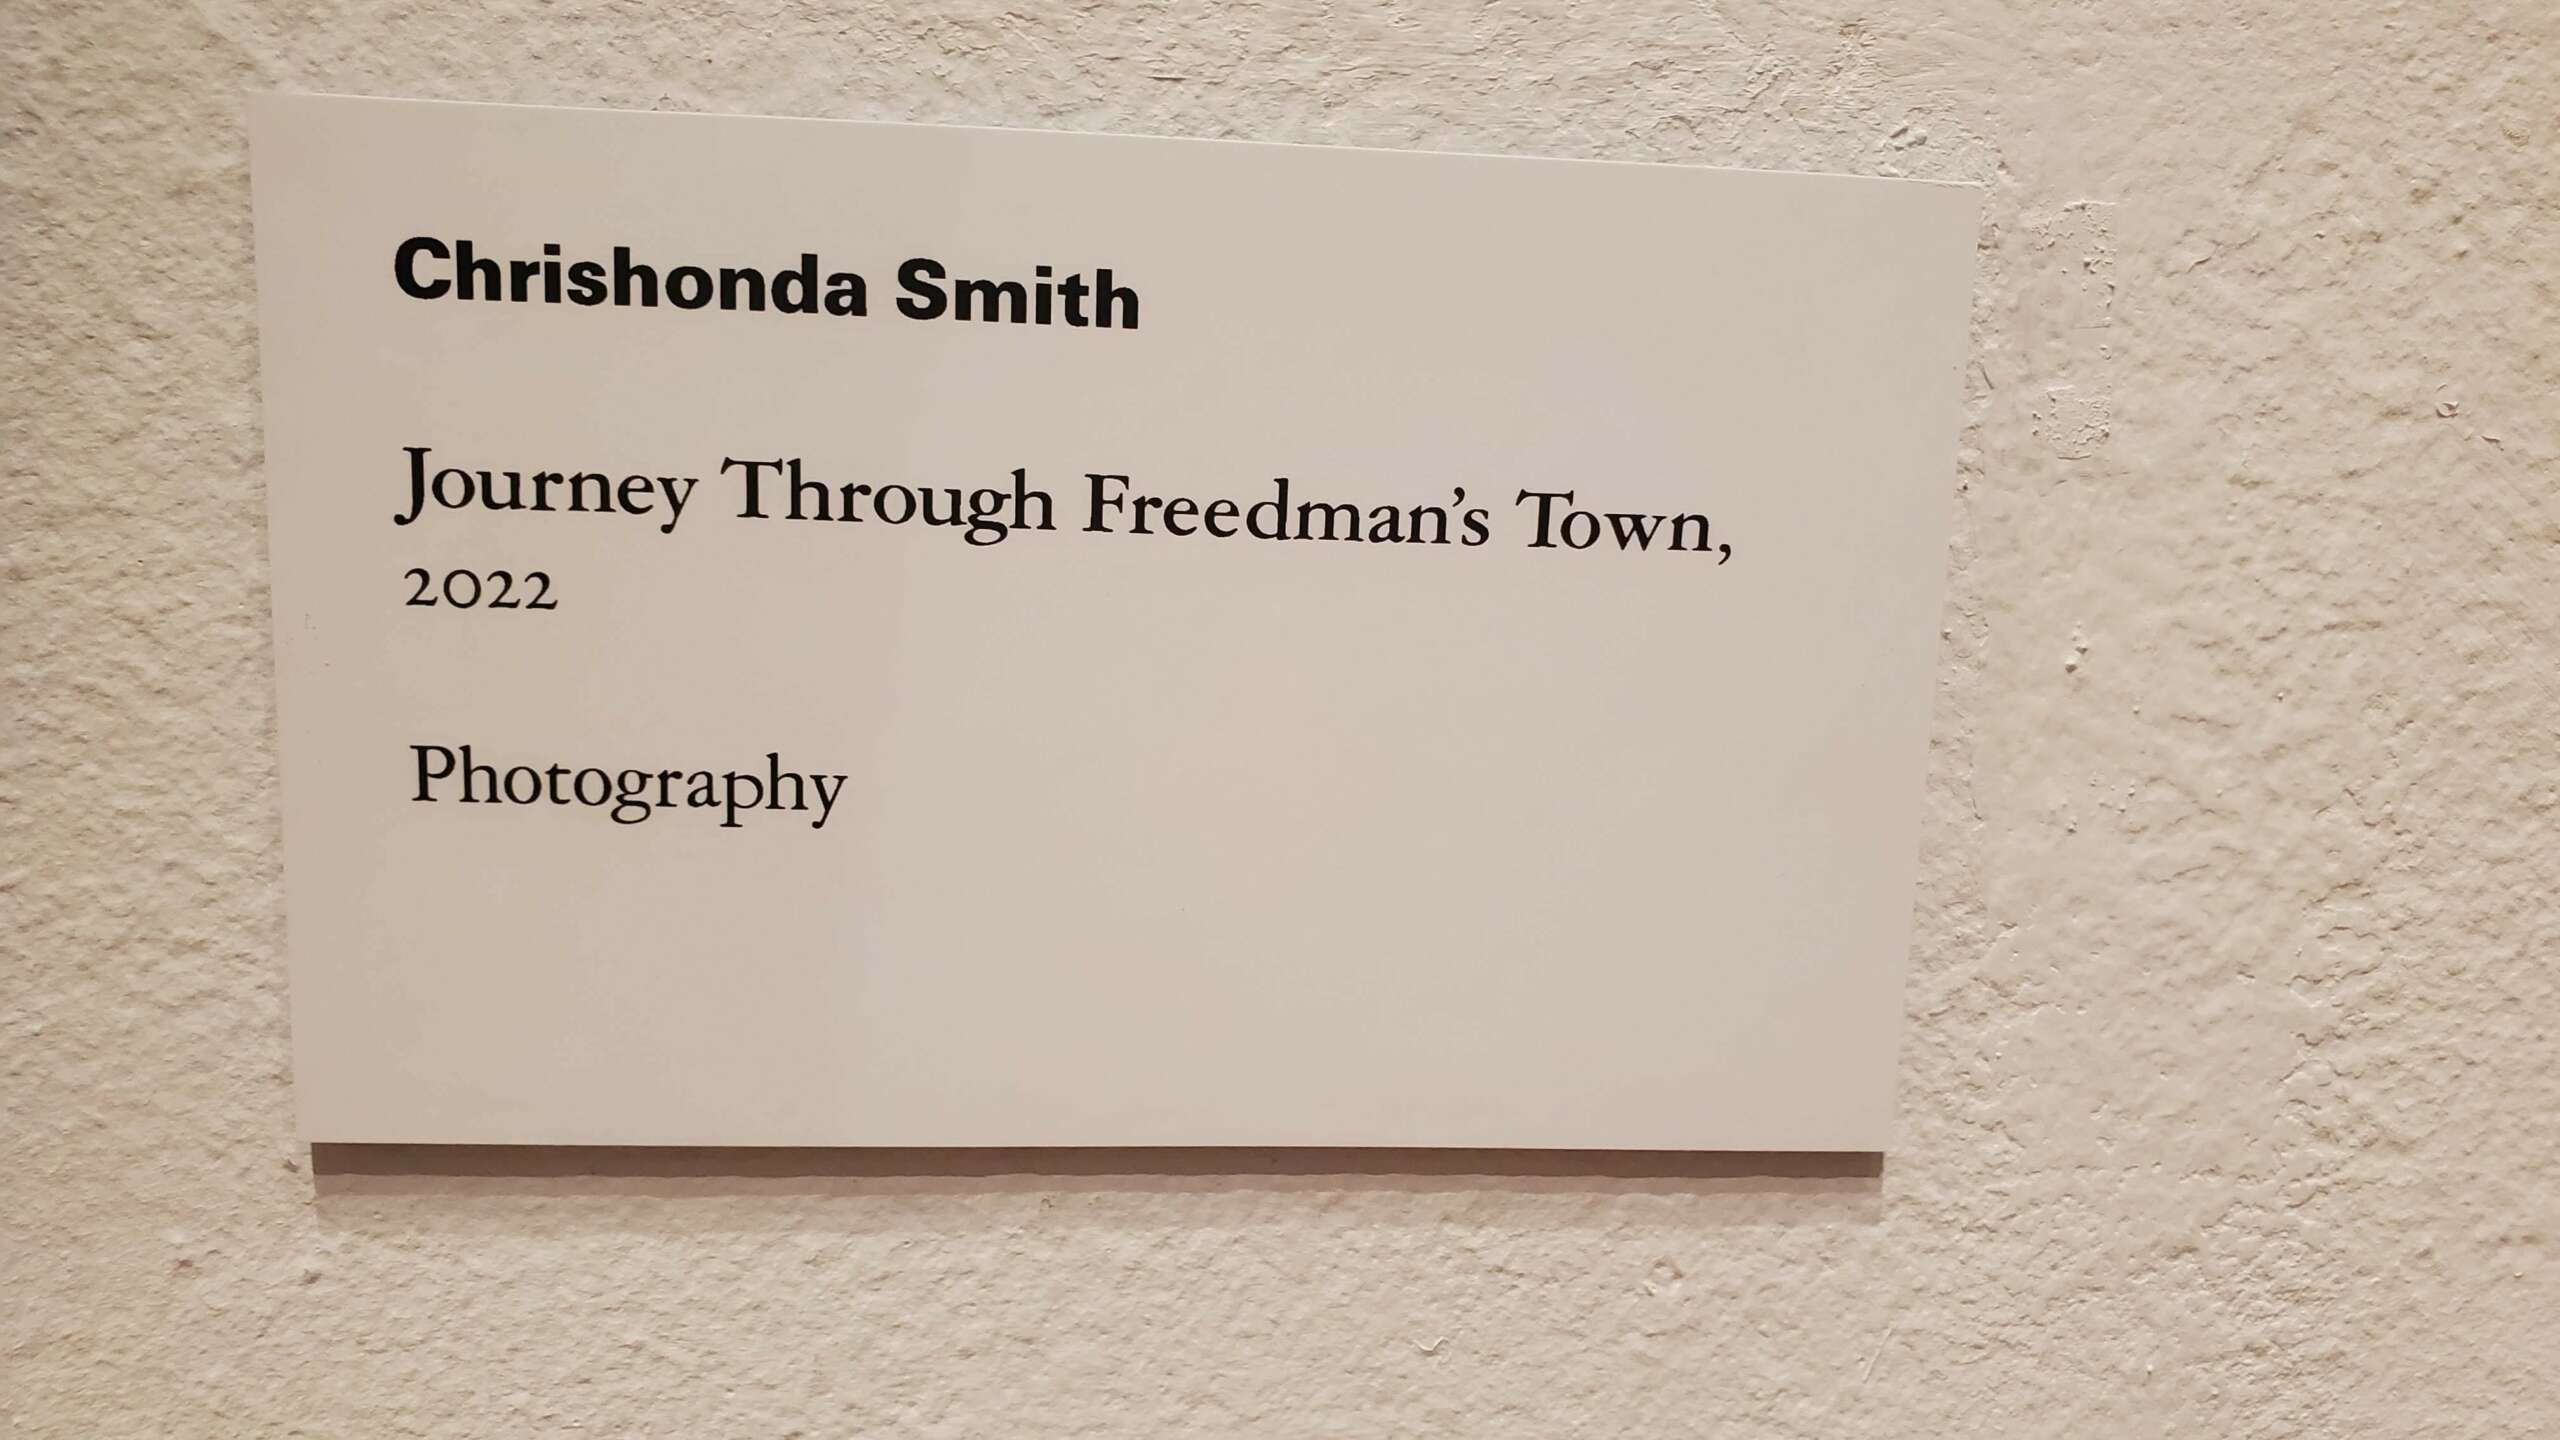 Chrishonda Smith
Journey Through Freedman’s Town,
2022
Photography